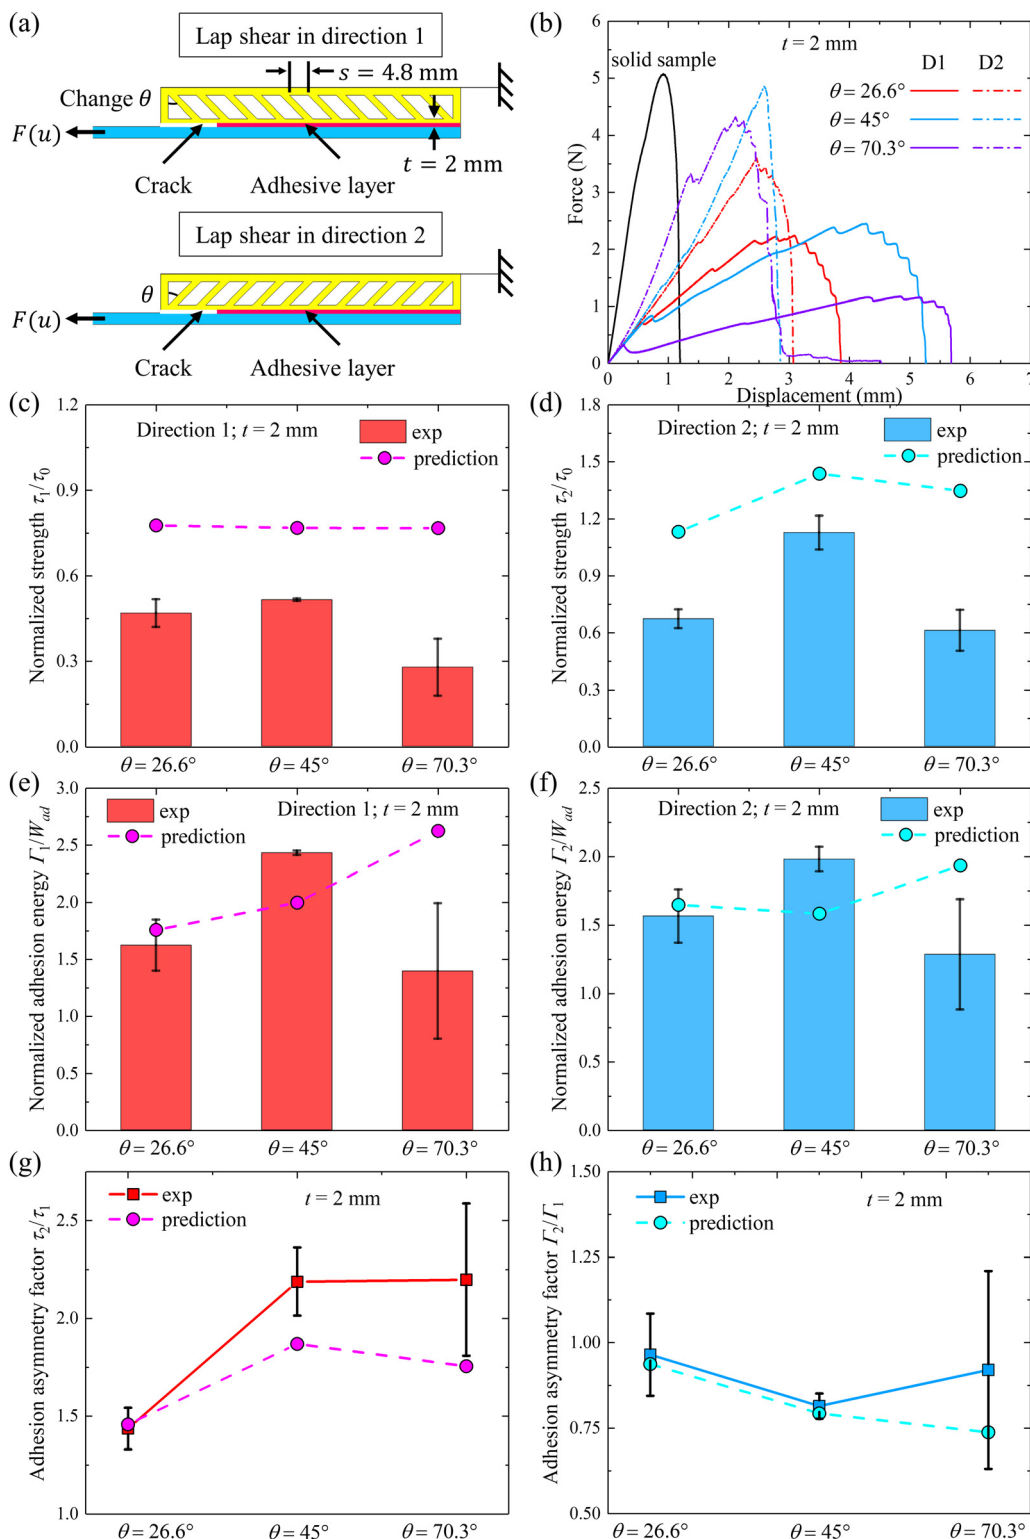 (a)
Lap shear in direction 1
s = 4.8 mm
Change θ
F(u)
t = 2 mm
Crack
Adhesive layer
Lap shear in direction 2
θ
F(u)
Crack
Adhesive layer
(b)
t = 2 mm
solid sample
D1 D2
θ = 26.6°
θ = 45°
θ = 70.3°
Force (N)
6
5
4
3
2
1
0
0 1 2 3 4 5 6 7
Displacement (mm)
(c)
Direction 1; t = 2 mm
exp
prediction
Normalized strength τ1/τ0
1.2
0.9
0.6
0.3
0.0
θ = 26.6° θ = 45° θ = 70.3°
(d)
Direction 2; t = 2 mm
exp
prediction
Normalized strength τ2/τ0
1.8
1.5
1.2
0.9
0.6
0.3
0.0
θ = 26.6° θ = 45° θ = 70.3°
(e)
Direction 1; t = 2 mm
exp
prediction
Normalized adhesion energy Γ1/Wad
3.0
2.5
2.0
1.5
1.0
0.5
0.0
θ = 26.6° θ = 45° θ = 70.3°
(f)
Direction 2; t = 2 mm
exp
prediction
Normalized adhesion energy Γ2/Wad
2.5
2.0
1.5
1.0
0.5
0.0
θ = 26.6° θ = 45° θ = 70.3°
(g)
exp
prediction
t = 2 mm
Adhesion asymmetry factor τ2/τ1
2.5
2.0
1.5
1.0
θ = 26.6° θ = 45° θ = 70.3°
(h)
exp
prediction
t = 2 mm
Adhesion asymmetry factor Γ2/Γ1
1.50
1.25
1.00
0.75
0.50
θ = 26.6° θ = 45° θ = 70.3°